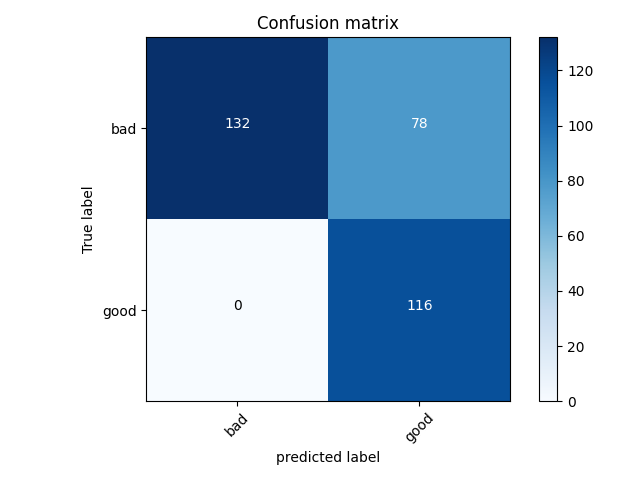 Confusion matrix
True label
bad
132
78
good
0
116
bad
good
predicted label
120
100
80
60
40
20
0